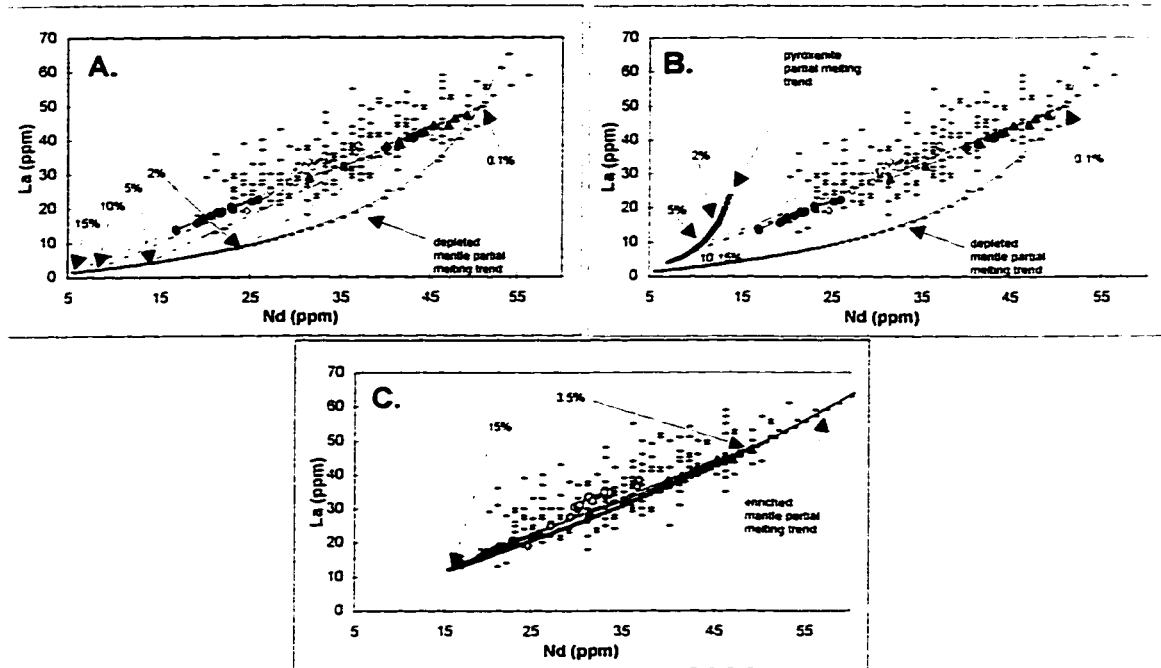 A.
La (ppm)
70
60
50
40
30
20
10
0
15%
10%
5%
2%
0.1%
depleted
mantle partial
melting trend
5
15
25
35
45
55
Nd (ppm)
B.
pyroxenite
partial melting
trend
La (ppm)
70
60
50
40
30
20
10
0
2%
5%
10, 15%
0.1%
depleted
mantle partial
melting trend
5
15
25
35
45
55
Nd (ppm)
C.
La (ppm)
70
60
50
40
30
20
10
0
15%
3.5%
enriched
mantle partial
melting trend
5
15
25
35
45
55
Nd (ppm)